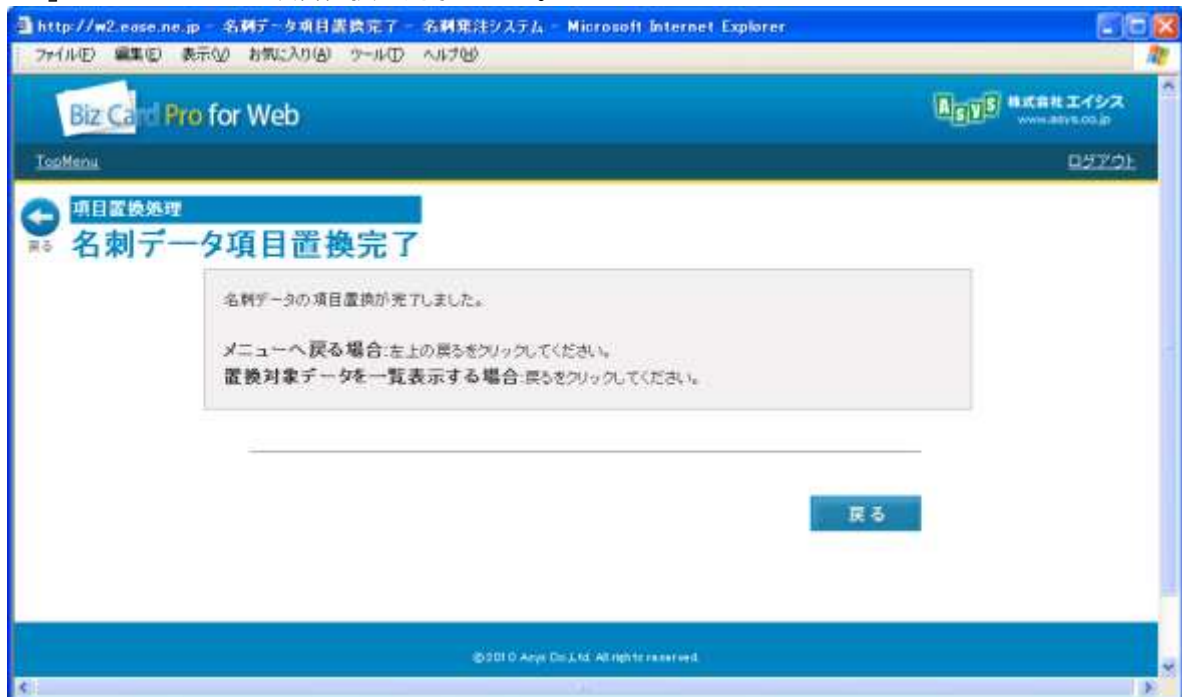 http://w2.ease.ne.jp - 名刺データ項目置換完了 - 名刺発注システム - Microsoft Internet Explorer
ファイル(F) 編集(E) 表示(V) お気に入り(A) ツール(T) ヘルプ(H)
Biz Card Pro for Web
Asys 株式会社 エイシス
www.asys.co.jp
TopMenu ログアウト
項目置換処理
戻る 名刺データ項目置換完了
名刺データの項目置換が完了しました。
メニューへ戻る場合:左上の戻るをクリックしてください。
置換対象データを一覧表示する場合:戻るをクリックしてください。
戻る
©2010 Asys Co.,Ltd. All rights reserved.